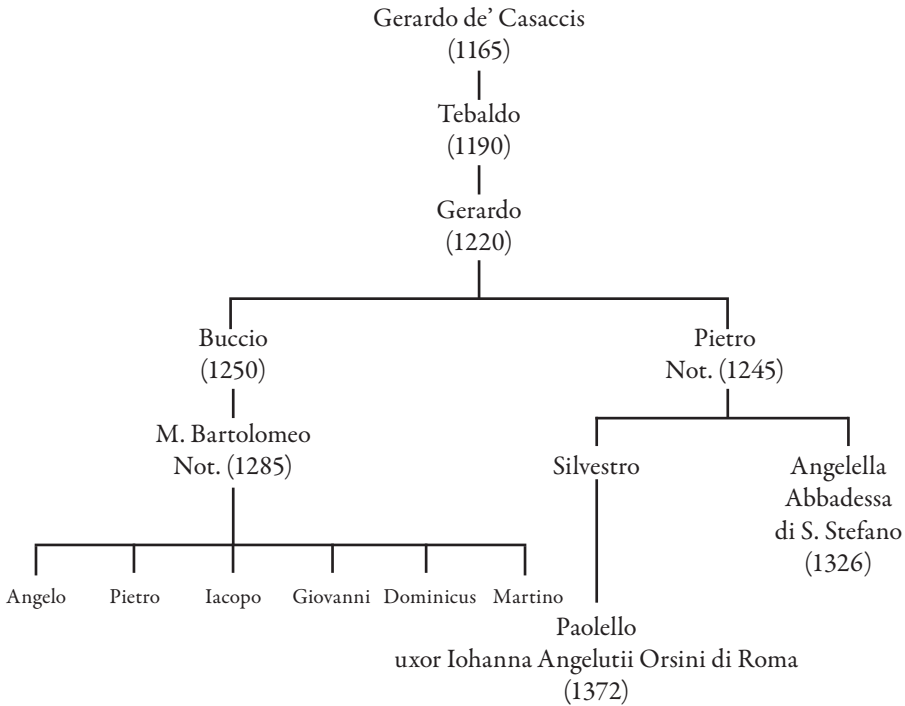 Gerardo de’ Casaccis
(1165)
Tebaldo
(1190)
Gerardo
(1220)
Buccio
(1250)
Pietro
Not. (1245)
M. Bartolomeo
Not. (1285)
Silvestro
Angelella
Abbadessa
di S. Stefano
(1326)
Angelo Pietro Iacopo Giovanni Dominicus Martino
Paolello
uxor Iohanna Angelutii Orsini di Roma
(1372)